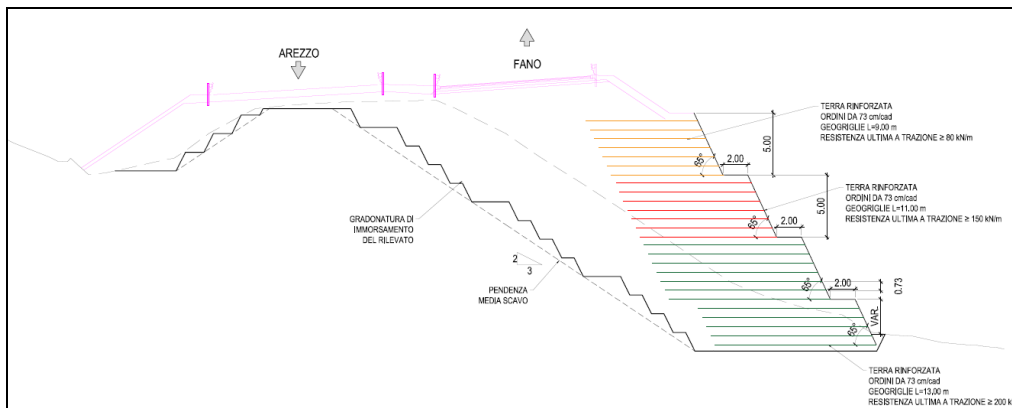 AREZZO
FANO
TERRA RINFORZATA
ORDINI DA 73 cm/cad
GEOGRIGLIE L=9,00 m
RESISTENZA ULTIMA A TRAZIONE ≥ 80 kN/m
5.00
65°
2.00
TERRA RINFORZATA
ORDINI DA 73 cm/cad
GEOGRIGLIE L=11.00 m
RESISTENZA ULTIMA A TRAZIONE ≥ 150 kN/m
5.00
65°
2.00
GRADONATURA DI
IMMORSAMENTO
DEL RILEVATO
2
3
PENDENZA
MEDIA SCAVO
65°
2.00
0.73
VAR.
65°
TERRA RINFORZATA
ORDINI DA 73 cm/cad
GEOGRIGLIE L=13,00 m
RESISTENZA ULTIMA A TRAZIONE ≥ 200 k